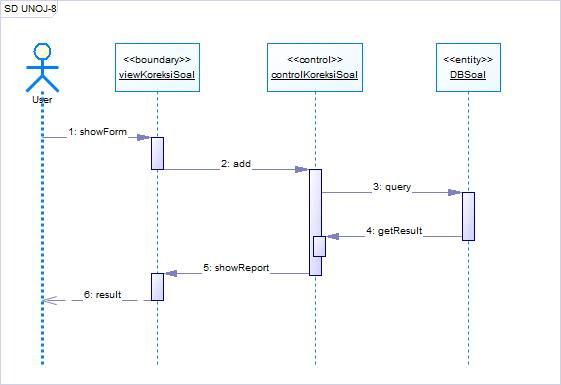 SD UNOJ-8
<<boundary>>
viewKoreksiSoal
<<control>>
controlKoreksiSoal
<<entity>>
DBSoal
User
1: showForm
2: add
3: query
4: getResult
5: showReport
6: result